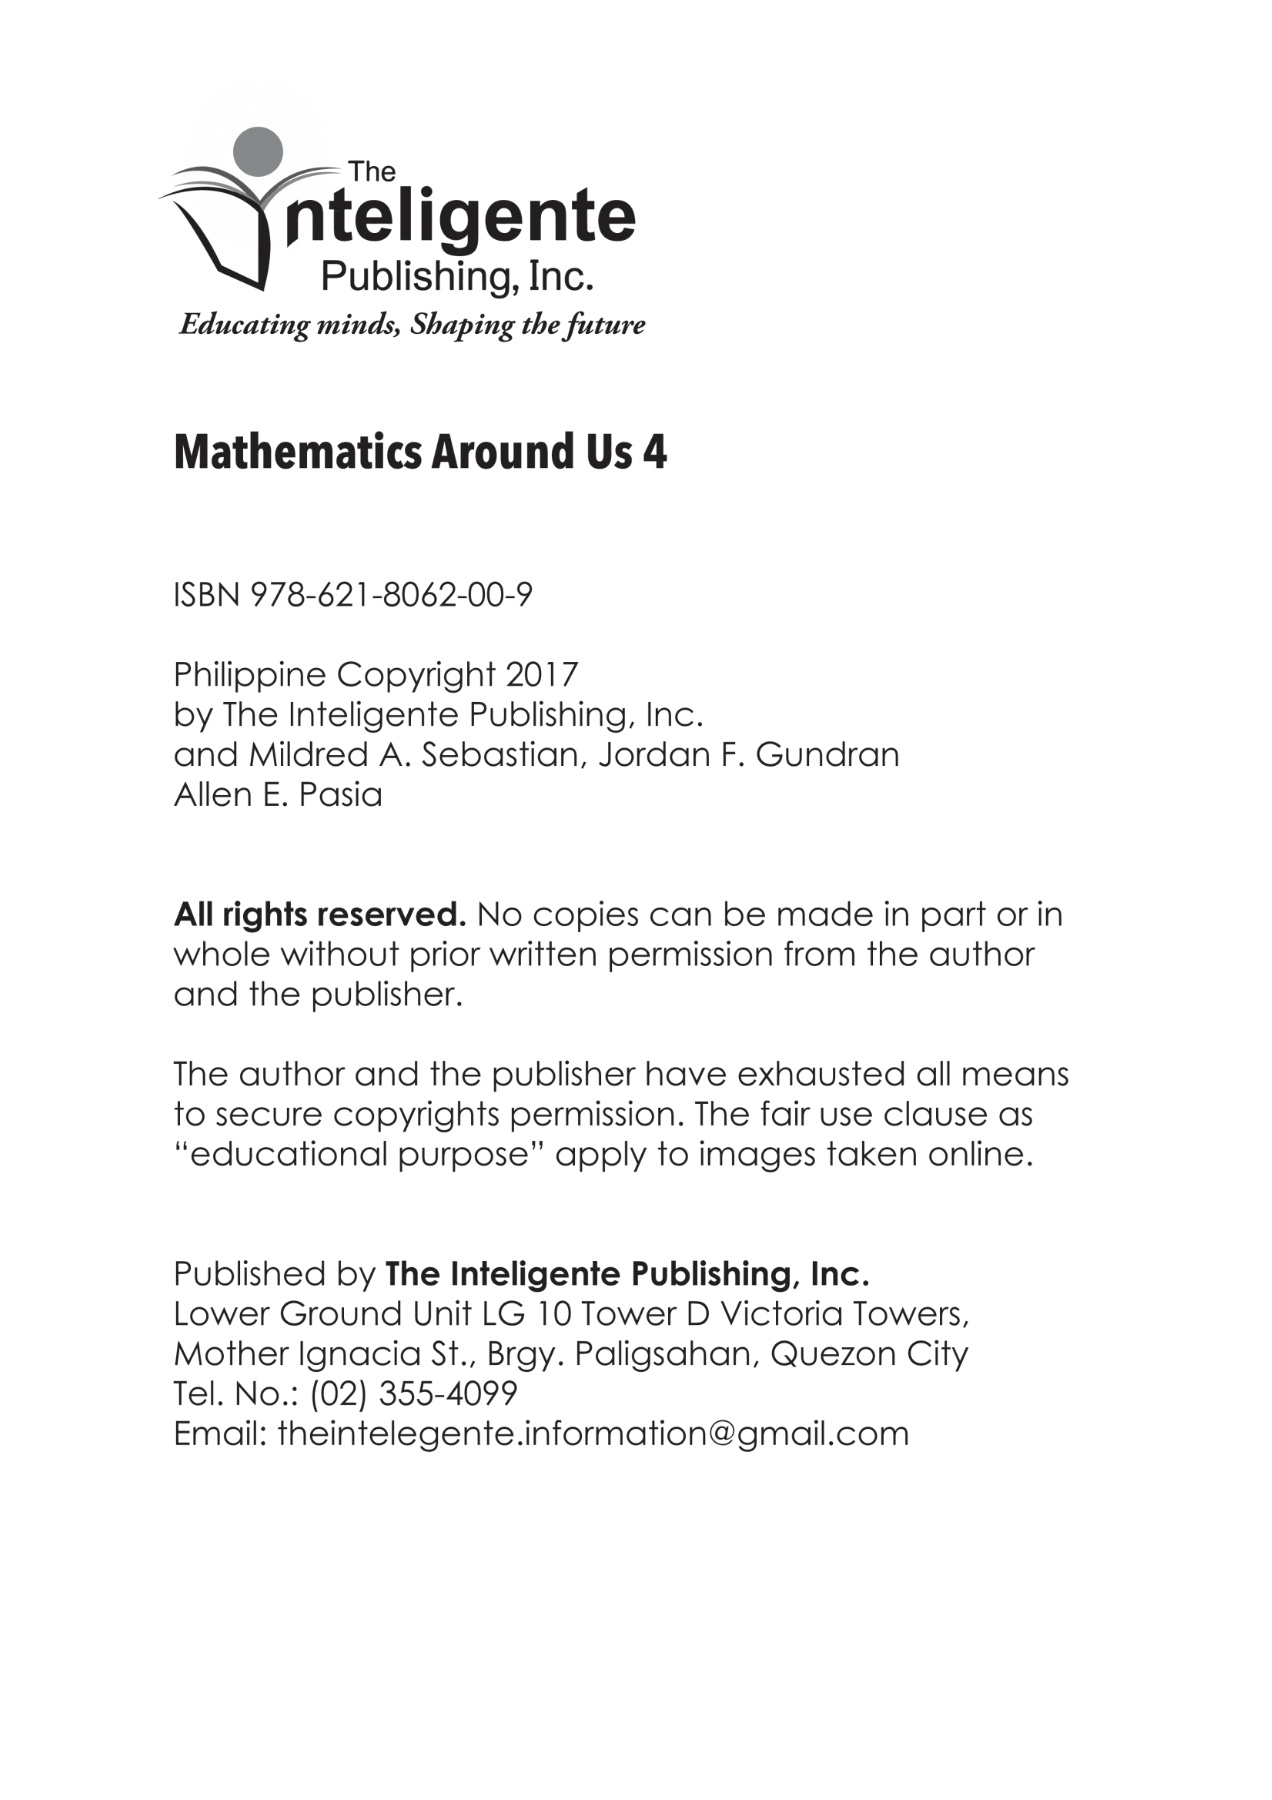 The
Inteligente
Publishing, Inc.
Educating minds, Shaping the future
Mathematics Around Us 4
ISBN 978-621-8062-00-9
Philippine Copyright 2017
by The Inteligente Publishing, Inc.
and Mildred A. Sebastian, Jordan F. Gundran
Allen E. Pasia
All rights reserved. No copies can be made in part or in
whole without prior written permission from the author
and the publisher.
The author and the publisher have exhausted all means
to secure copyrights permission. The fair use clause as
“educational purpose” apply to images taken online.
Published by The Inteligente Publishing, Inc.
Lower Ground Unit LG 10 Tower D Victoria Towers,
Mother Ignacia St., Brgy. Paligsahan, Quezon City
Tel. No.: (02) 355-4099
Email: theintelegente.information@gmail.com